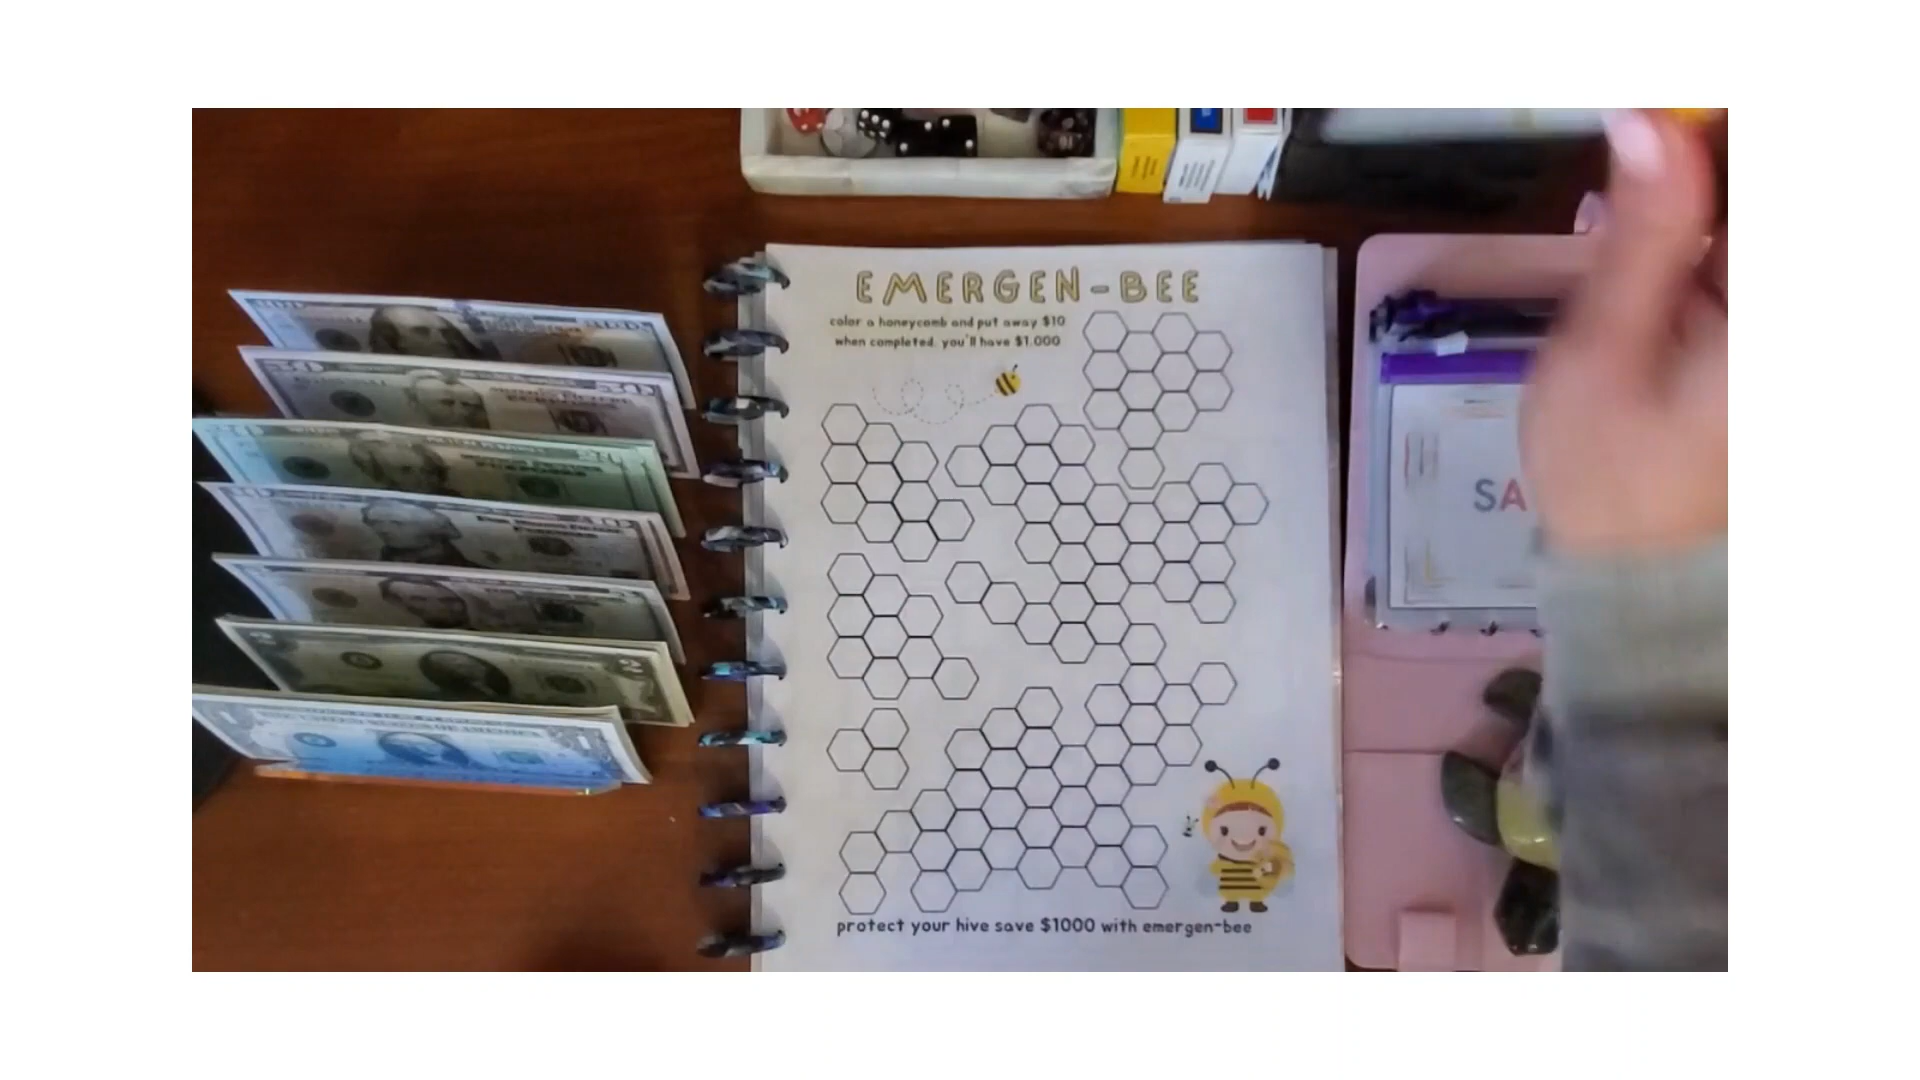 EMERGEN-BEE
color a honeycomb and put away $10
when completed, you'll have $1,000
SA
protect your hive save $1000 with emergen-bee